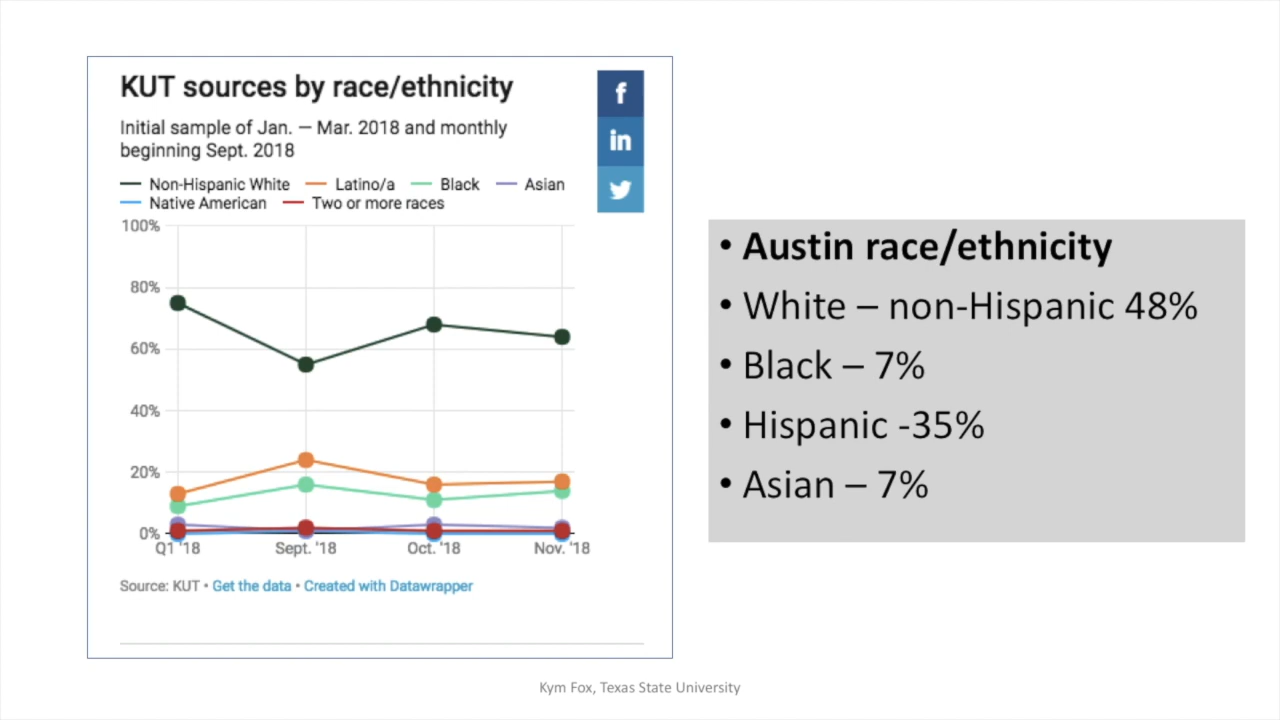 KUT sources by race/ethnicity
Initial sample of Jan. — Mar. 2018 and monthly
beginning Sept. 2018
Non-Hispanic White Latino/a Black Asian
Native American Two or more races
100%
80%
60%
40%
20%
0%
Q1 '18 Sept. '18 Oct. '18 Nov. '18
Source: KUT • Get the data • Created with Datawrapper
f
in
• Austin race/ethnicity
• White – non-Hispanic 48%
• Black – 7%
• Hispanic -35%
• Asian – 7%
Kym Fox, Texas State University